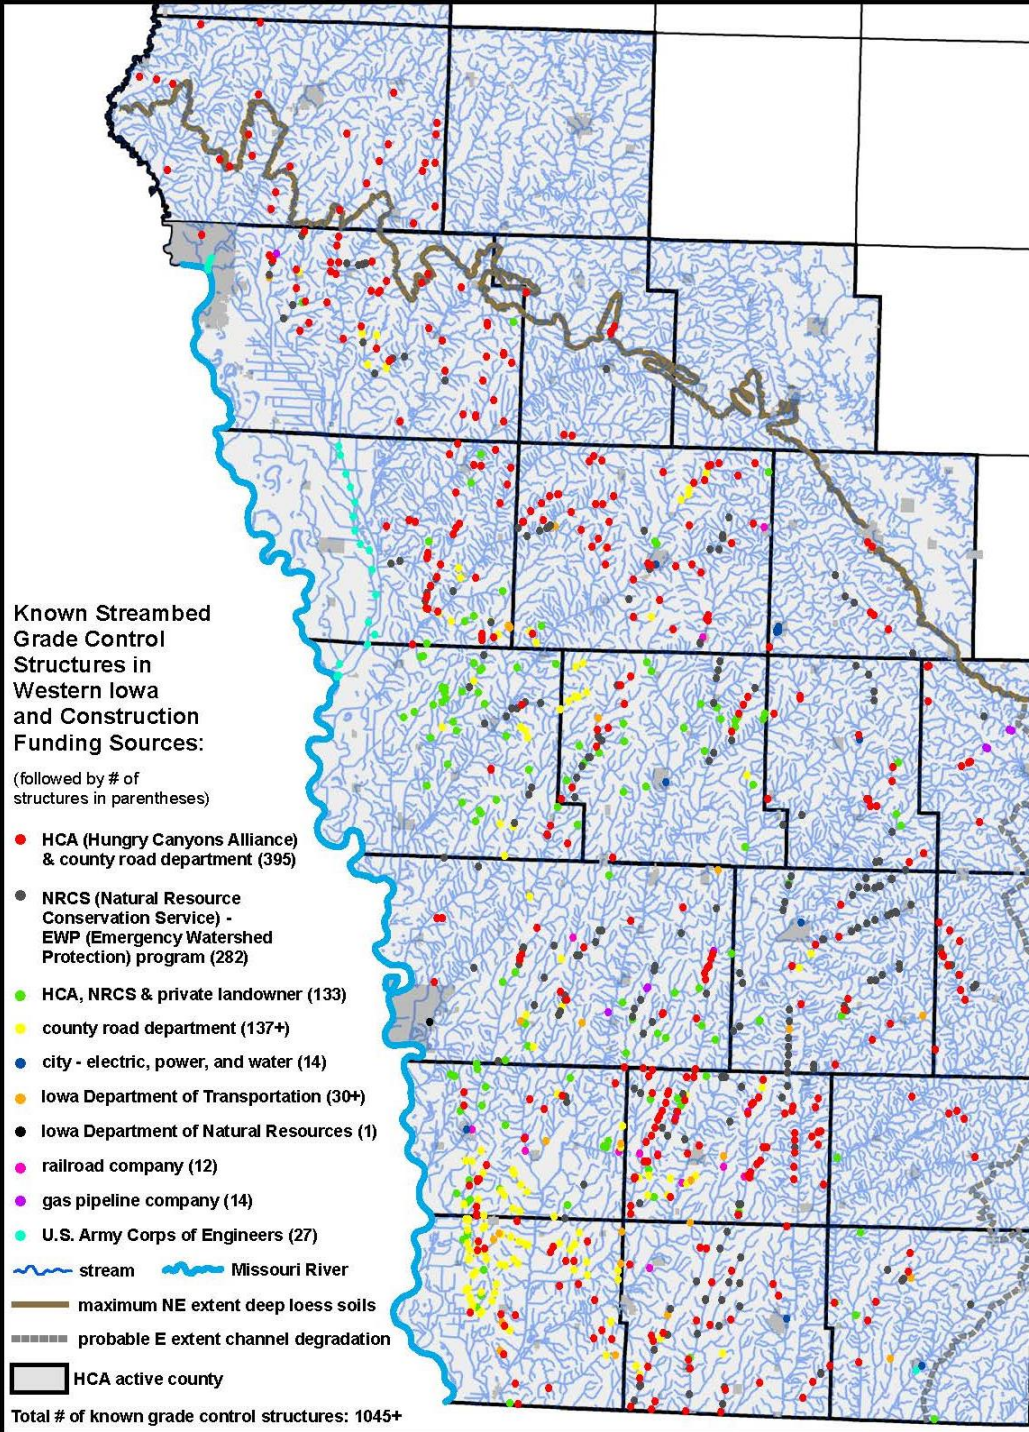 Known Streambed
Grade Control
Structures in
Western Iowa
and Construction
Funding Sources:
(followed by # of
structures in parentheses)
HCA (Hungry Canyons Alliance)
& county road department (395)
NRCS (Natural Resource
Conservation Service) -
EWP (Emergency Watershed
Protection) program (282)
HCA, NRCS & private landowner (133)
county road department (137+)
city - electric, power, and water (14)
Iowa Department of Transportation (30+)
Iowa Department of Natural Resources (1)
railroad company (12)
gas pipeline company (14)
U.S. Army Corps of Engineers (27)
stream Missouri River
maximum NE extent deep loess soils
probable E extent channel degradation
HCA active county
Total # of known grade control structures: 1045+